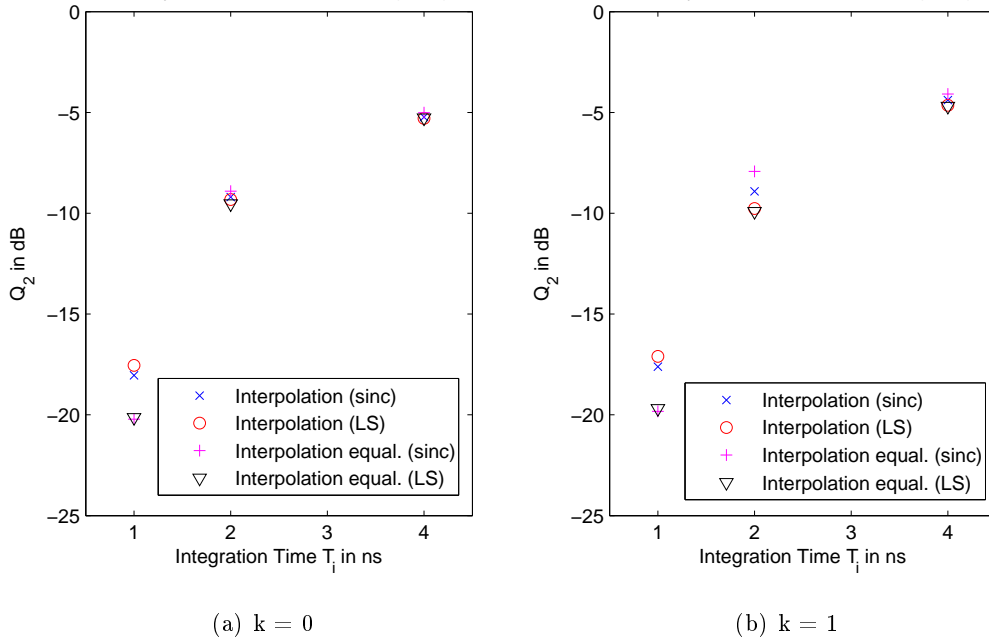 0
−5
−10
−15
−20
−25
Q2 in dB
Interpolation (sinc)
Interpolation (LS)
Interpolation equal. (sinc)
Interpolation equal. (LS)
1 2 3 4
Integration Time Ti in ns
(a) k = 0
0
−5
−10
−15
−20
−25
Q2 in dB
Interpolation (sinc)
Interpolation (LS)
Interpolation equal. (sinc)
Interpolation equal. (LS)
1 2 3 4
Integration Time Ti in ns
(b) k = 1